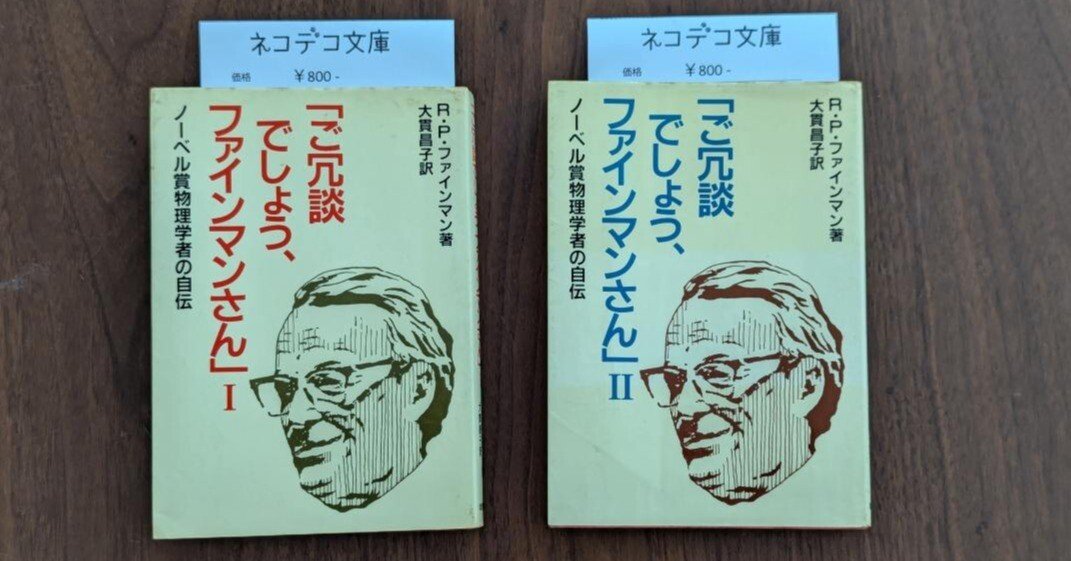 ネコデコ文庫
価格 ￥800-
R・P・ファインマン著
大貫昌子訳
「ご冗談
でしょう、
ファインマンさん」I
ノーベル賞物理学者の自伝
ネコデコ文庫
価格 ￥800-
R・P・ファインマン著
大貫昌子訳
「ご冗談
でしょう、
ファインマンさん」II
ノーベル賞物理学者の自伝